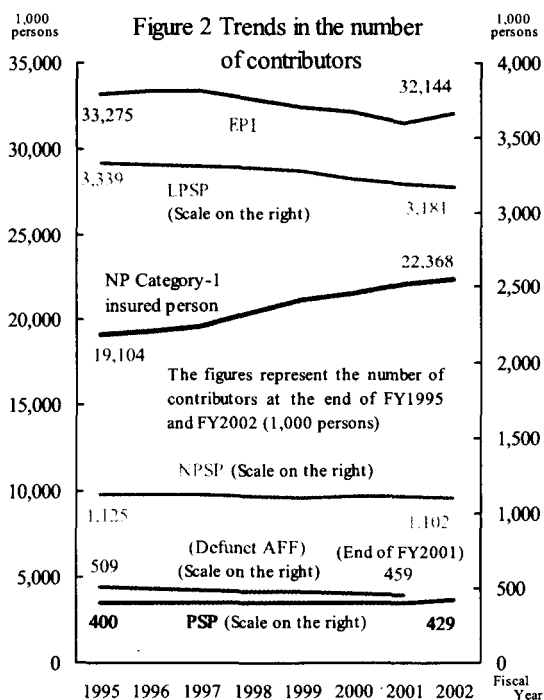 1,000
persons
Figure 2 Trends in the number
of contributors
1,000
persons
35,000
4,000
32,144
33,275
EPI
3,500
30,000
3,339
LPSP
(Scale on the right)
3,181
3,000
25,000
22,368
NP Category-1
insured person
2,500
20,000
19,104
2,000
The figures represent the number of
contributors at the end of FY1995
and FY2002 (1,000 persons)
15,000
1,500
NPSP (Scale on the right)
10,000
1,125
1,102
1,000
(Defunct AFF) (End of FY2001)
509
(Scale on the right)
459
5,000
500
400
PSP (Scale on the right)
429
0
0
1995 1996 1997 1998 1999 2000 2001 2002
Fiscal
Year